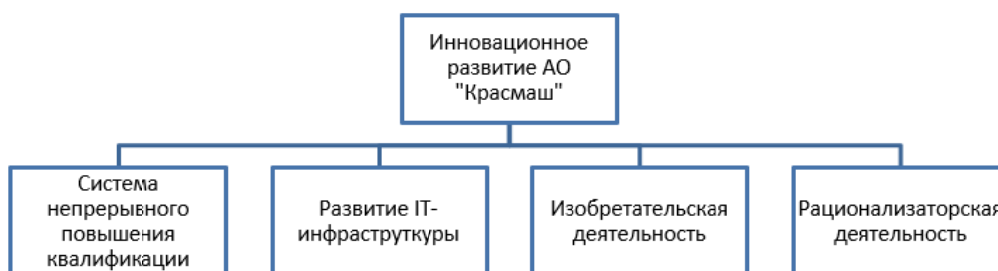 Инновационное
развитие АО
"Красмаш"
Система
непрерывного
повышения
квалификации
Развитие IT-
инфраструткуры
Изобретательская
деятельность
Рационализаторская
деятельность